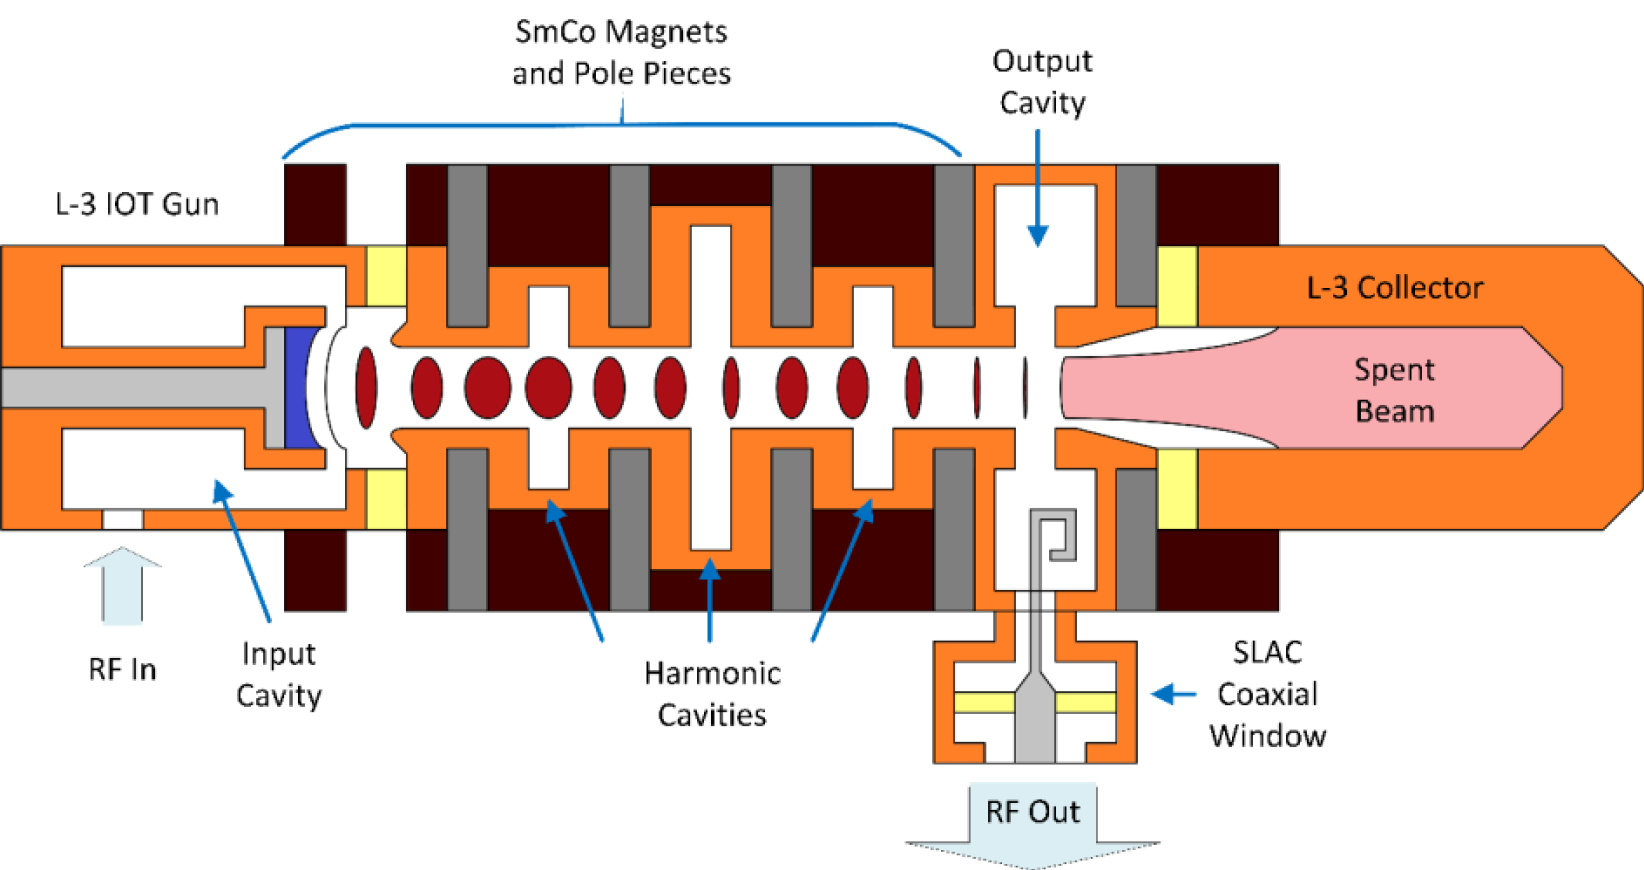 SmCo Magnets
and Pole Pieces
Output
Cavity
L-3 IOT Gun
L-3 Collector
Spent
Beam
RF In
Input
Cavity
Harmonic
Cavities
SLAC
Coaxial
Window
RF Out